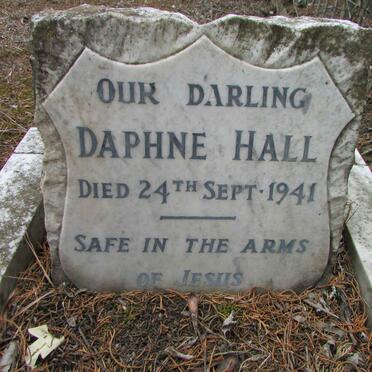 OUR DARLING
DAPHNE HALL
DIED 24TH SEPT·1941
SAFE IN THE ARMS
OF JESUS